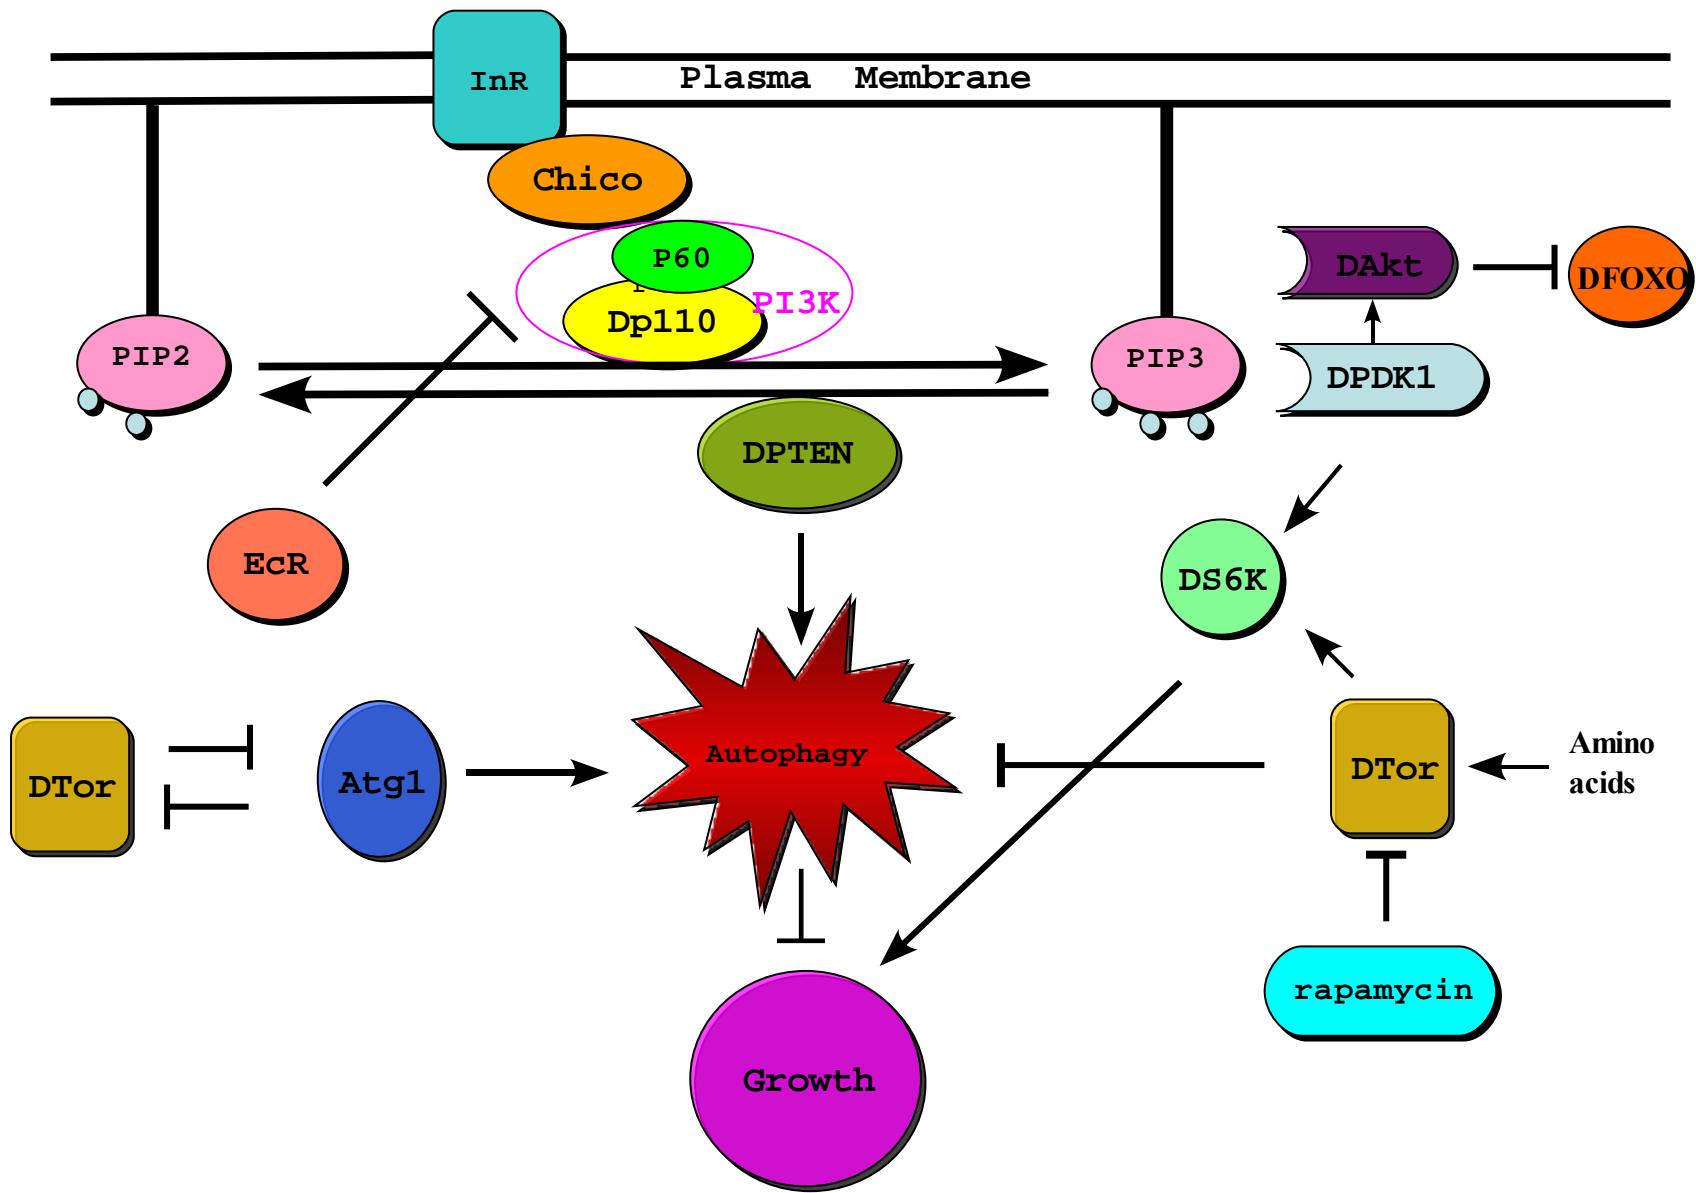 InR
Plasma Membrane
Chico
P60
Dp110
PI3K
PIP2
PIP3
DAkt
DFOXO
DPDK1
DPTEN
EcR
DS6K
DTor
Atg1
Autophagy
DTor
Amino
acids
rapamycin
Growth